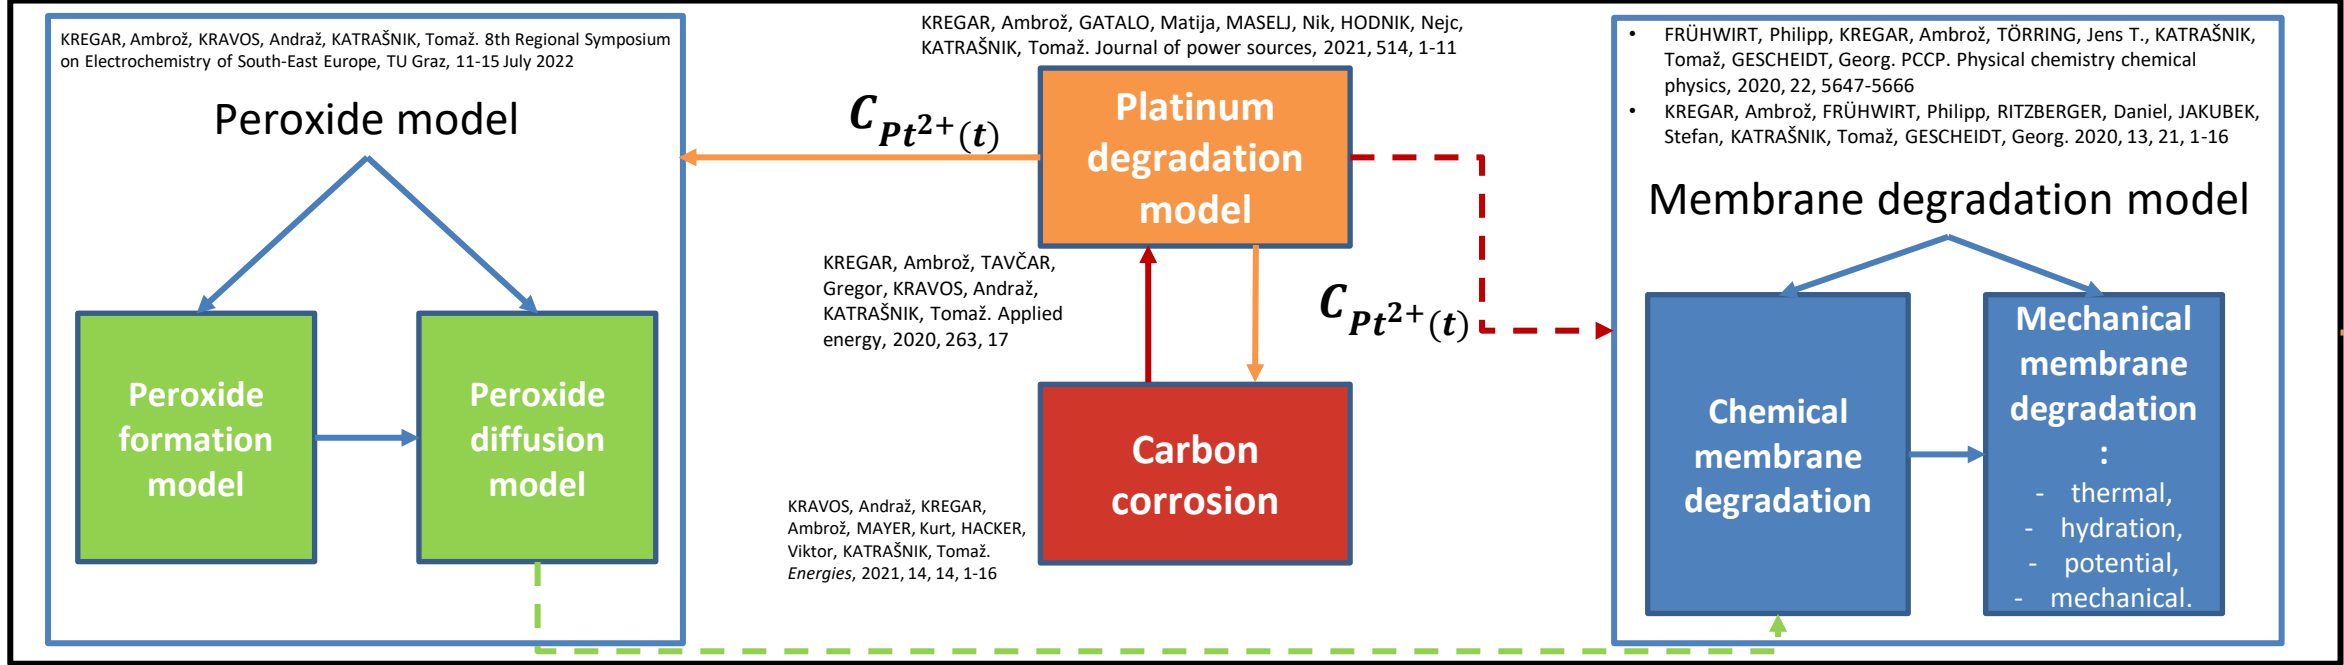 KREGAR, Ambrož, KRAVOS, Andraž, KATRAŠNIK, Tomaž. 8th Regional Symposium
on Electrochemistry of South-East Europe, TU Graz, 11-15 July 2022
Peroxide model
Peroxide
formation
model
Peroxide
diffusion
model
KREGAR, Ambrož, GATALO, Matija, MASELJ, Nik, HODNIK, Nejc,
KATRAŠNIK, Tomaž. Journal of power sources, 2021, 514, 1-11
C Pt2+(t)
Platinum
degradation
model
KREGAR, Ambrož, TAVČAR,
Gregor, KRAVOS, Andraž,
KATRAŠNIK, Tomaž. Applied
energy, 2020, 263, 17
C Pt2+(t)
Carbon
corrosion
KRAVOS, Andraž, KREGAR,
Ambrož, MAYER, Kurt, HACKER,
Viktor, KATRAŠNIK, Tomaž.
Energies, 2021, 14, 14, 1-16
• FRÜHWIRT, Philipp, KREGAR, Ambrož, TÖRRING, Jens T., KATRAŠNIK,
Tomaž, GESCHEIDT, Georg. PCCP. Physical chemistry chemical
physics, 2020, 22, 5647-5666
• KREGAR, Ambrož, FRÜHWIRT, Philipp, RITZBERGER, Daniel, JAKUBEK,
Stefan, KATRAŠNIK, Tomaž, GESCHEIDT, Georg. 2020, 13, 21, 1-16
Membrane degradation model
Chemical
membrane
degradation
Mechanical
membrane
degradation
:
- thermal,
- hydration,
- potential,
- mechanical.